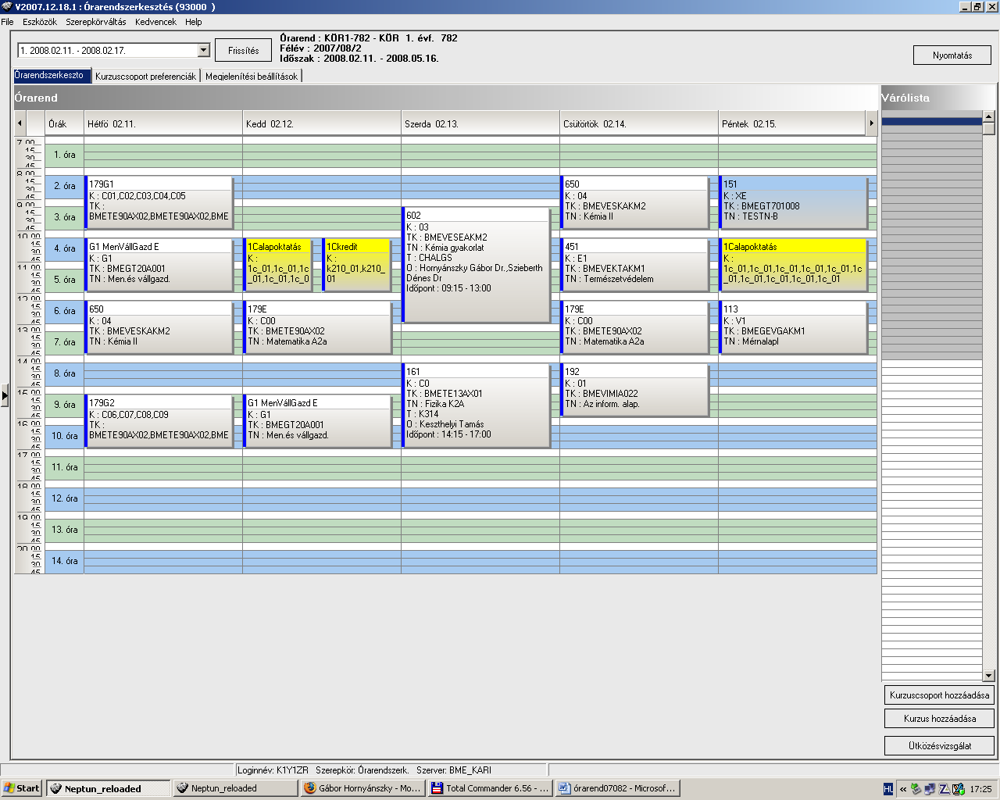 V2007.12.18.1 : Órarendszerkesztés (93000 )
File Eszközök Szerepkörváltás Kedvencek Help
1. 2008.02.11. - 2008.02.17.
Frissítés
Órarend : KÖR1-782 - KÖR 1. évf. 782
Félév : 2007/08/2
Időszak : 2008.02.11. - 2008.05.16.
Nyomtatás
Órarendszerkeszto Kurzuscsoport preferenciák Megjelenítési beállítások
Órarend
Várólista
Órák Hétfő 02.11. Kedd 02.12. Szerda 02.13. Csütörtök 02.14. Péntek 02.15.
7 00
15
30
45
1. óra
8 00
15
30
45
2. óra
9 00
15
30
45
3. óra
10 00
15
30
45
4. óra
11 00
15
30
45
5. óra
12 00
15
30
45
6. óra
13 00
15
30
45
7. óra
14 00
15
30
45
8. óra
15 00
15
30
45
9. óra
16 00
15
30
45
10. óra
17 00
15
30
45
11. óra
18 00
15
30
45
12. óra
19 00
15
30
45
13. óra
20 00
15
30
45
14. óra
179G1
K : C01,C02,C03,C04,C05
TK :
BMETE90AX02,BMETE90AX02,BME
G1 MenVállGazd E
K : G1
TK : BMEGT20A001
TN : Men.és vállgazd.
650
K : 04
TK : BMEVESKAKM2
TN : Kémia II
179G2
K : C06,C07,C08,C09
TK :
BMETE90AX02,BMETE90AX02,BME
1Calapoktatás
K :
1c_01,1c_01,1c
_01,1c_01,1c_0
1Ckredit
K :
k210_01,k210_
01
179E
K : C00
TK : BMETE90AX02
TN : Matematika A2a
G1 MenVállGazd E
K : G1
TK : BMEGT20A001
TN : Men.és vállgazd.
602
K : 03
TK : BMEVESEAKM2
TN : Kémia gyakorlat
T : CHALGS
O : Hornyánszky Gábor Dr.,Szieberth
Dénes Dr
Időpont : 09:15 - 13:00
161
K : C0
TK : BMETE13AX01
TN : Fizika K2A
T : K314
O : Keszthelyi Tamás
Időpont : 14:15 - 17:00
650
K : 04
TK : BMEVESKAKM2
TN : Kémia II
451
K : E1
TK : BMEVEKTAKM1
TN : Természetvédelem
179E
K : C00
TK : BMETE90AX02
TN : Matematika A2a
192
K : 01
TK : BMEVIMIA022
TN : Az inform. alap.
151
K : XE
TK : BMEGT701008
TN : TESTN-B
1Calapoktatás
K :
1c_01,1c_01,1c_01,1c_01,1c_01,1c
_01,1c_01,1c_01,1c_01,1c_01
113
K : V1
TK : BMEGEVGAKM1
TN : Mérnalapl
Kurzuscsoport hozzáadása
Kurzus hozzáadása
Ütközésvizsgálat
Loginnév: K1Y1ZR Szerepkör: Órarendszerk. Szerver: BME_KARI
Start Neptun_reloaded Neptun_reloaded Gábor Hornyánszky - Mo... Total Commander 6.56 - ... órarend07082 - Microsof... HU « 17:25